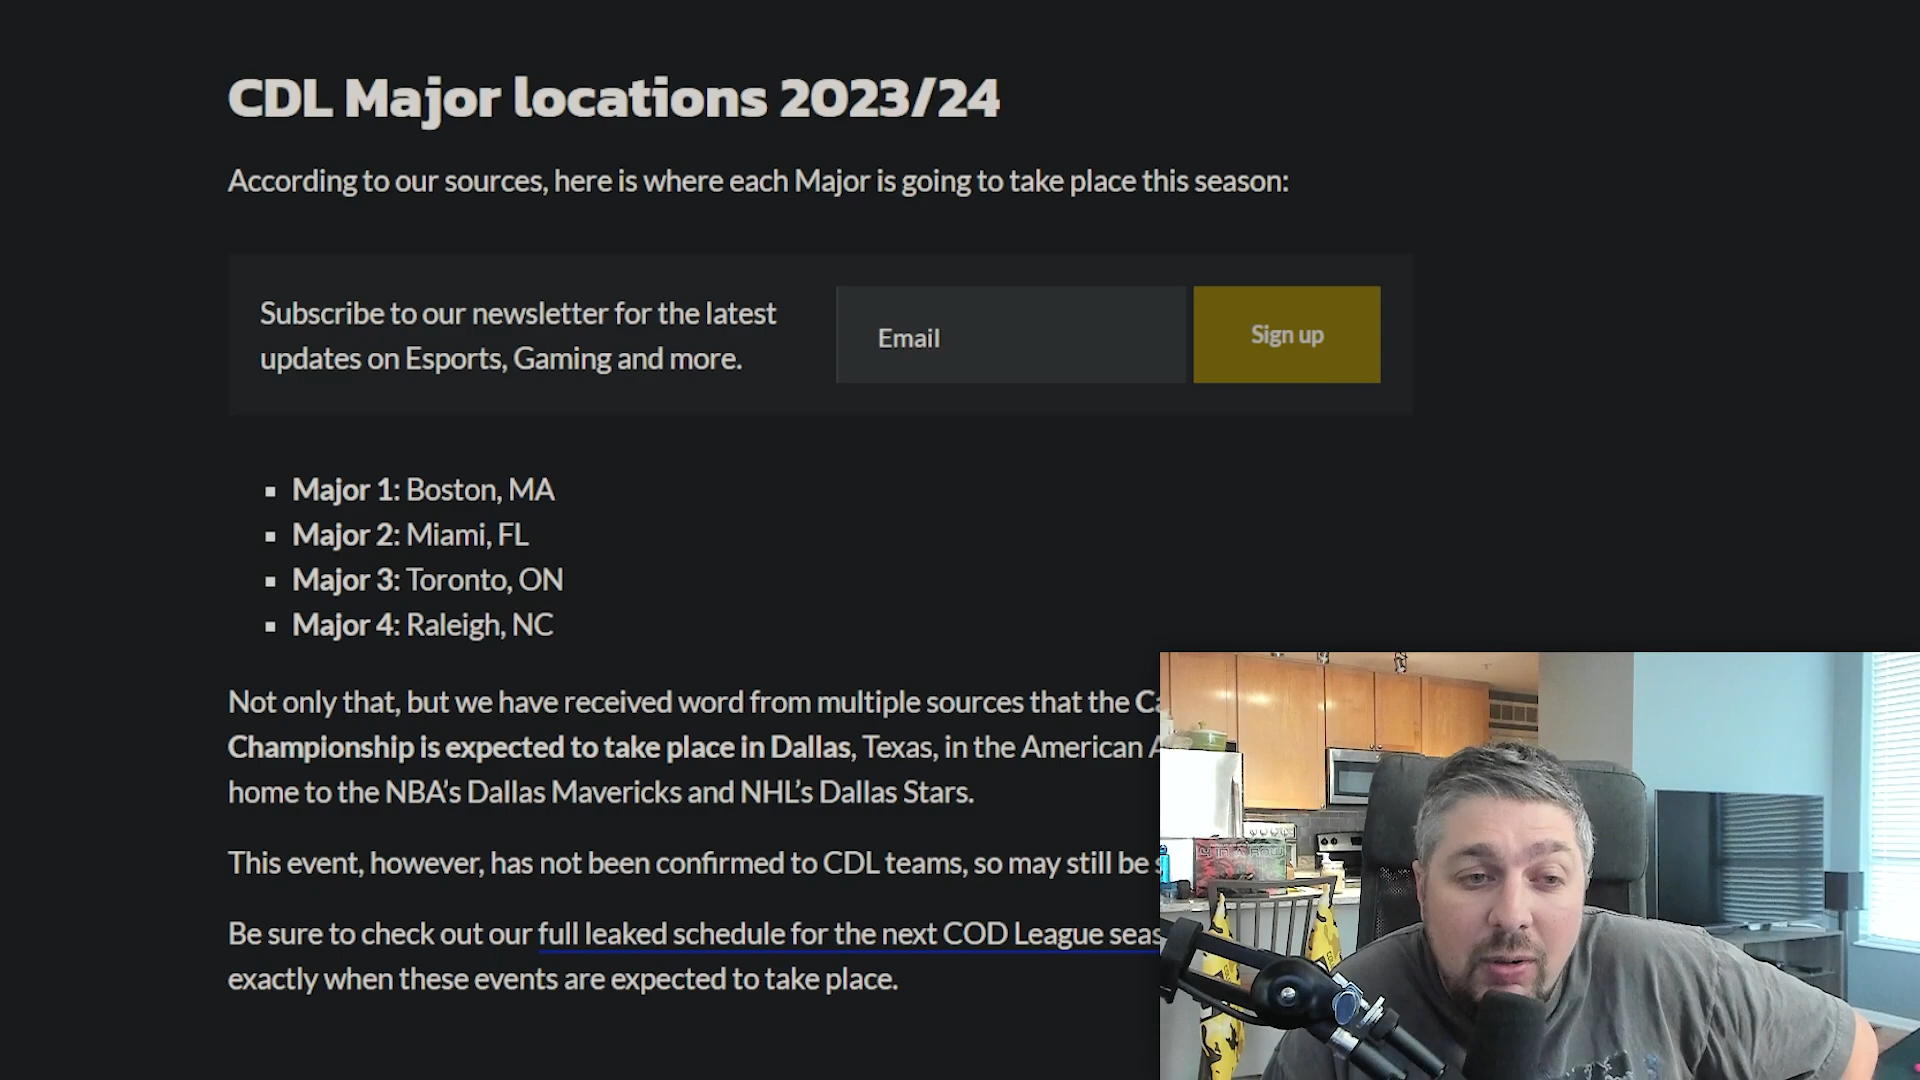 CDL Major locations 2023/24
According to our sources, here is where each Major is going to take place this season:
Subscribe to our newsletter for the latest
updates on Esports, Gaming and more.
Email
Sign up
Major 1: Boston, MA
Major 2: Miami, FL
Major 3: Toronto, ON
Major 4: Raleigh, NC
Not only that, but we have received word from multiple sources that the
Championship is expected to take place in Dallas, Texas, in the American
home to the NBA's Dallas Mavericks and NHL's Dallas Stars.
This event, however, has not been confirmed to CDL teams, so may still be
Be sure to check out our full leaked schedule for the next COD League
exactly when these events are expected to take place.
4 IN A ROW